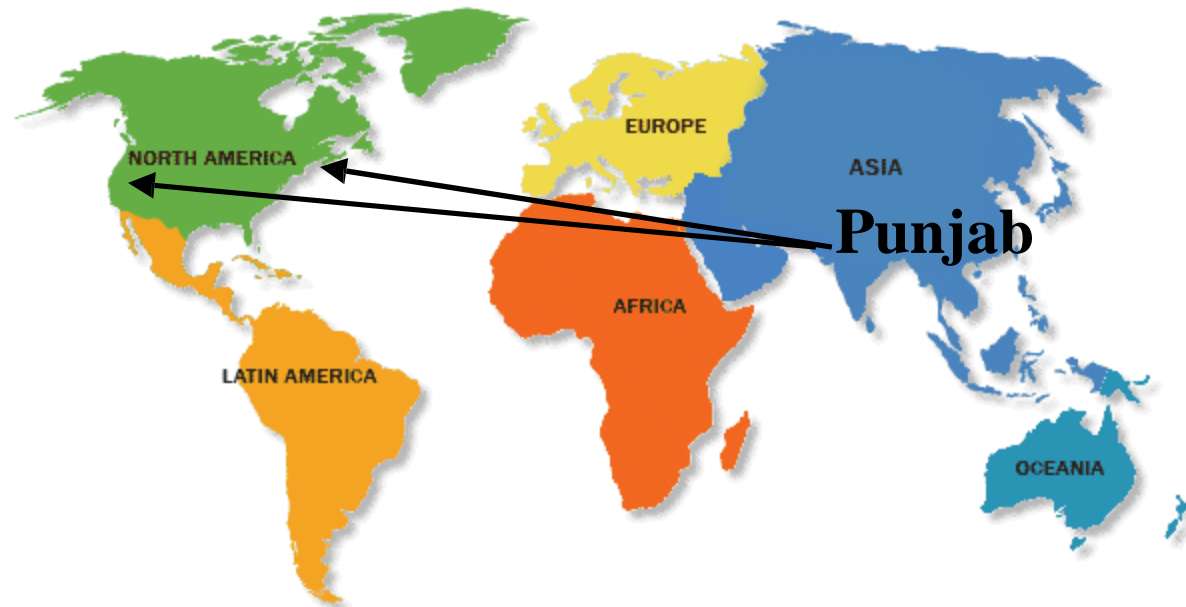 EUROPE
NORTH AMERICA
ASIA
Punjab
AFRICA
LATIN AMERICA
OCEANIA